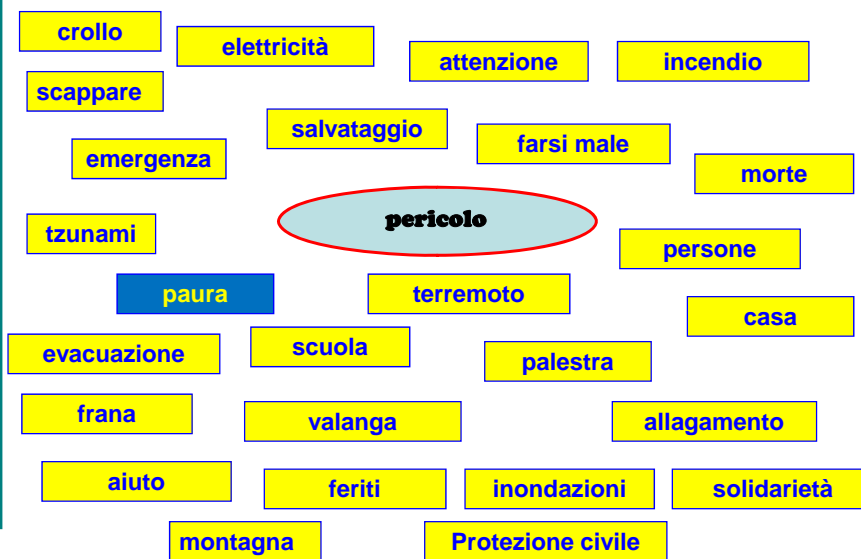 crollo
elettricità
attenzione
incendio
scappare
salvataggio
farsi male
emergenza
morte
pericolo
tzunami
persone
paura
terremoto
casa
evacuazione
scuola
palestra
frana
valanga
allagamento
aiuto
feriti
inondazioni
solidarietà
montagna
Protezione civile